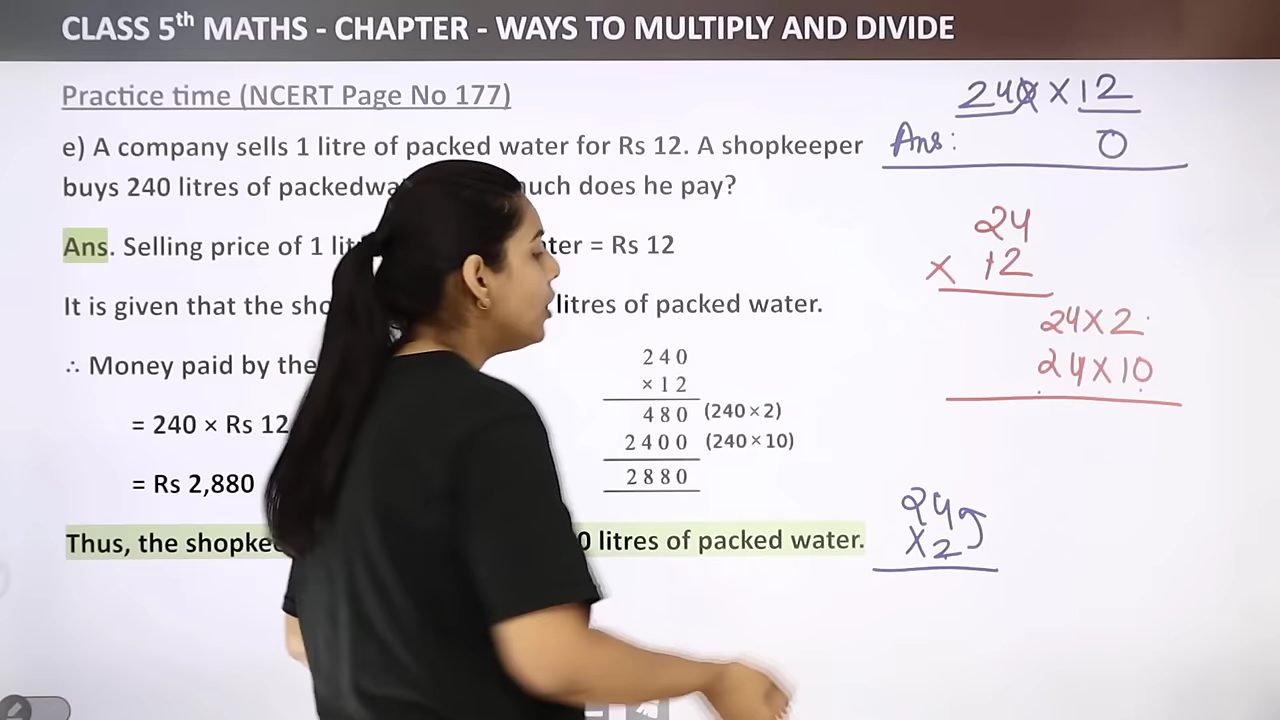 CLASS 5th MATHS - CHAPTER - WAYS TO MULTIPLY AND DIVIDE
Practice time (NCERT Page No 177)
e) A company sells 1 litre of packed water for Rs 12. A shopkeeper
buys 240 litres of packedwa uch does he pay?
Ans. Selling price of 1 lit ter = Rs 12
It is given that the sho litres of packed water.
∴ Money paid by the
= 240 × Rs 12
= Rs 2,880
Thus, the shopke 0 litres of packed water.
240
×12
480 (240×2)
2400 (240×10)
2880
240 × 12
Ans: 0
24
× 12
24×2
24×10
24
×2